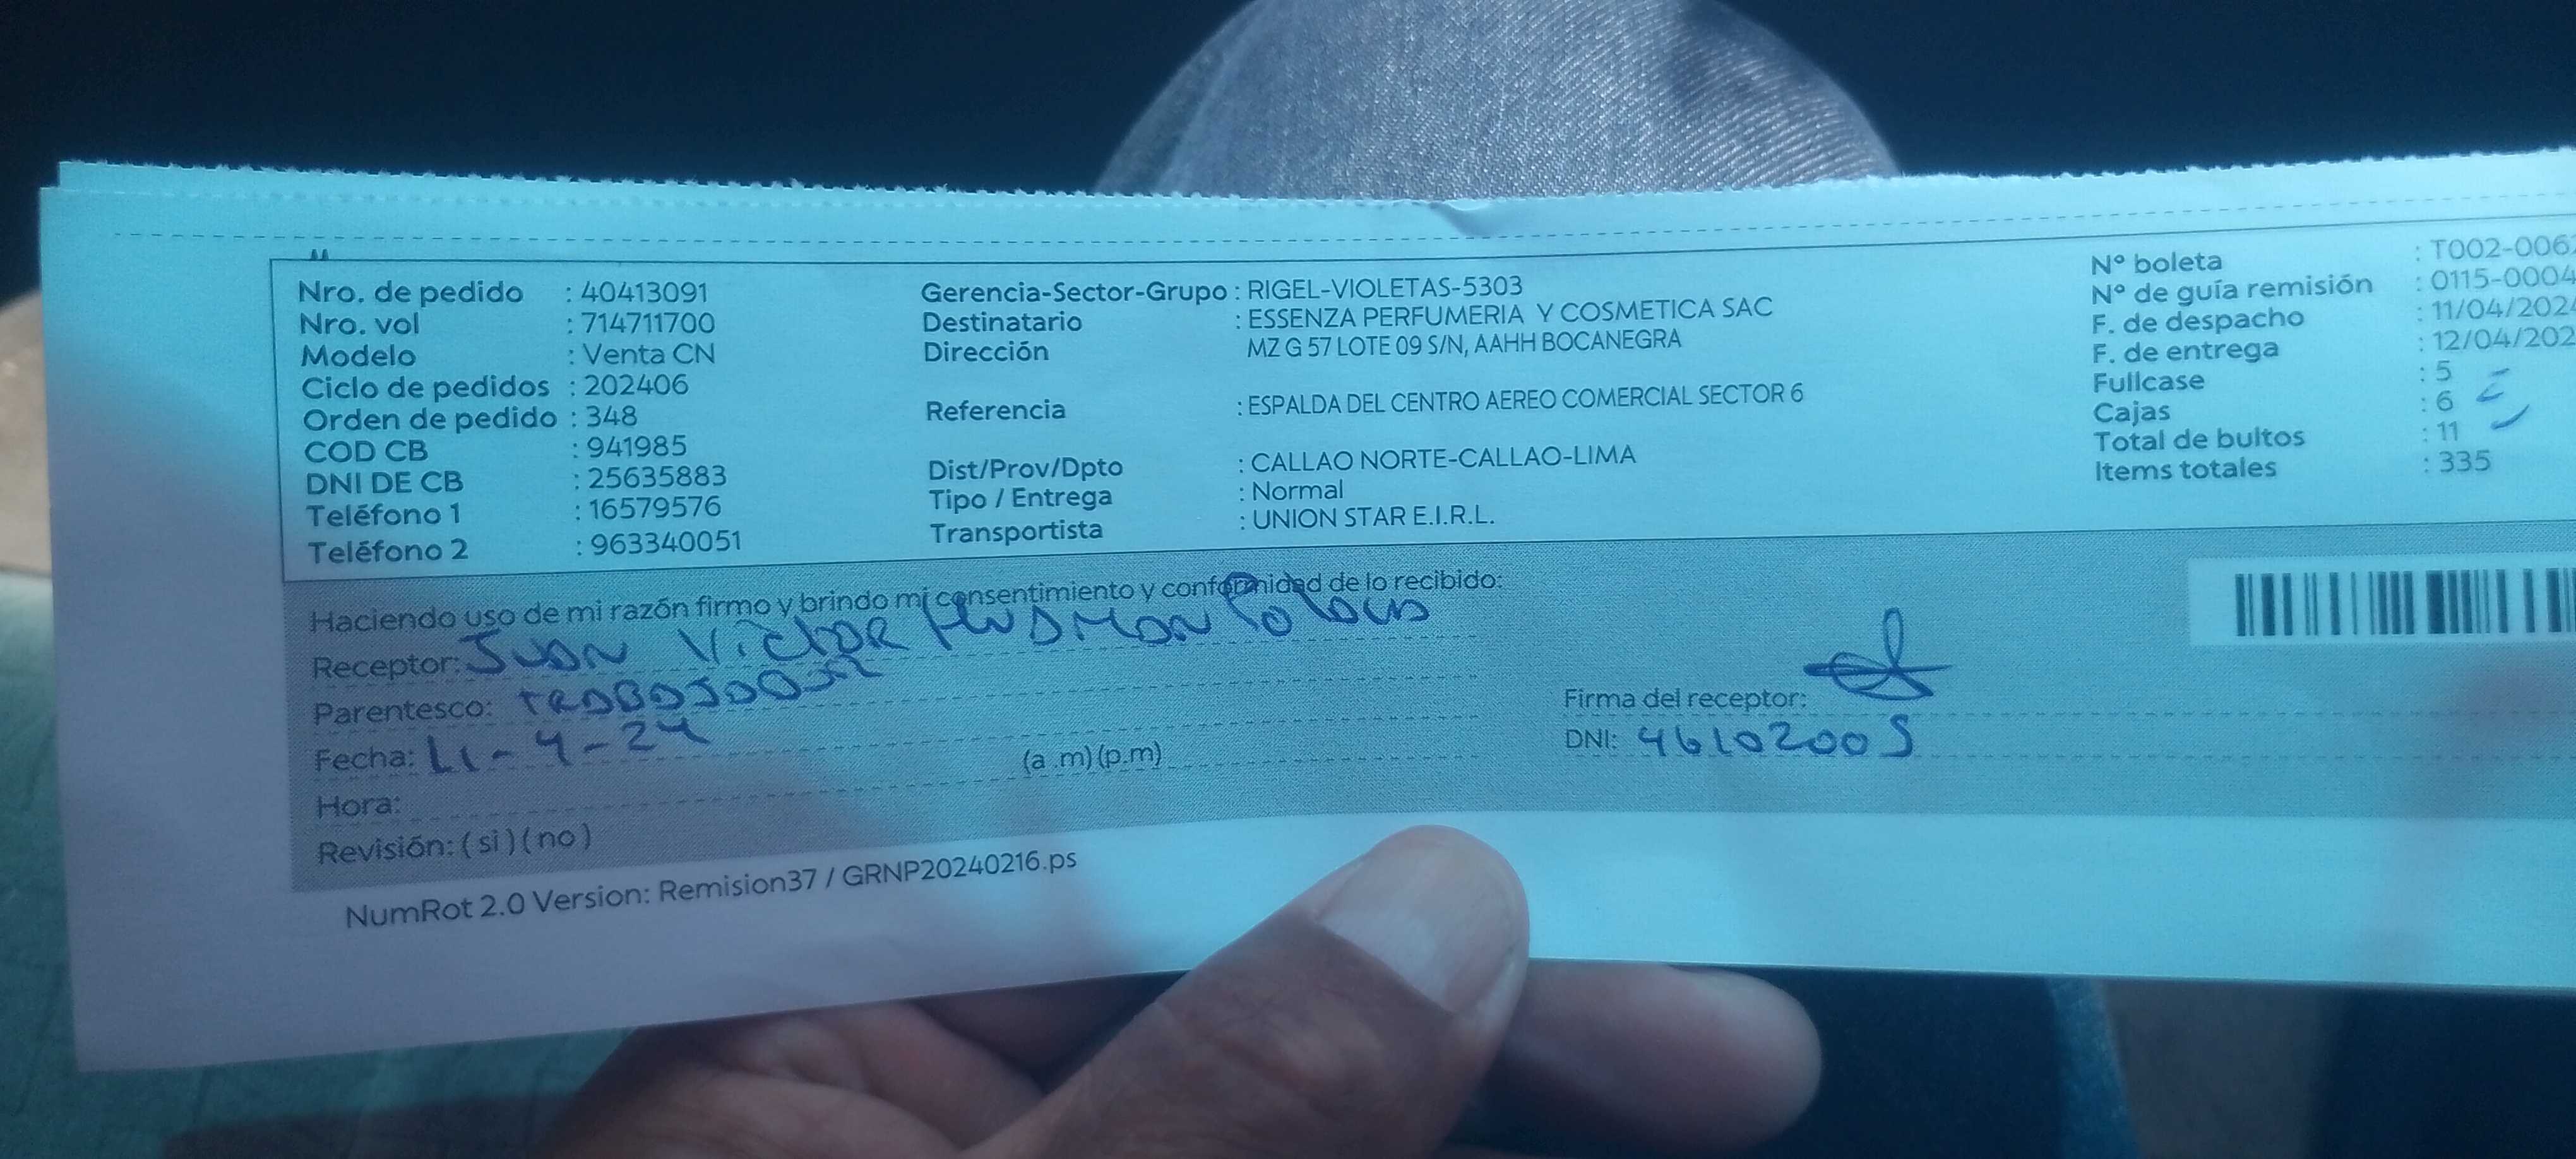 Nro. de pedido : 40413091
Nro. vol : 714711700
Modelo : Venta CN
Ciclo de pedidos : 202406
Orden de pedido : 348
COD CB : 941985
DNI DE CB : 25635883
Teléfono 1 : 16579576
Teléfono 2 : 963340051
Gerencia-Sector-Grupo : RIGEL-VIOLETAS-5303
Destinatario : ESSENZA PERFUMERIA Y COSMETICA SAC
Dirección MZ G 57 LOTE 09 S/N, AAHH BOCANEGRA
Referencia : ESPALDA DEL CENTRO AEREO COMERCIAL SECTOR 6
Dist/Prov/Dpto : CALLAO NORTE-CALLAO-LIMA
Tipo / Entrega : Normal
Transportista : UNION STAR E.I.R.L.
N° boleta : T002-006
N° de guía remisión : 0115-0004
F. de despacho : 11/04/202
F. de entrega : 12/04/202
Fullcase : 5
Cajas : 6
Total de bultos : 11
Items totales : 335
Haciendo uso de mi razón firmo y brindo mi consentimiento y conformidad de lo recibido:
Receptor: JUAN VICTOR
Parentesco:
Fecha: 11-4-24
Hora: (a .m) (p.m)
Revisión: ( si ) ( no )
Firma del receptor:
DNI: 46102005
NumRot 2.0 Version: Remision37 / GRNP20240216.ps